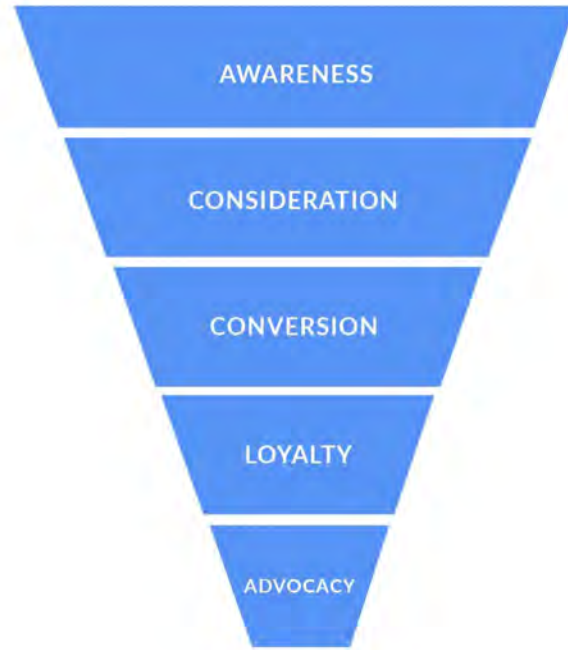 AWARENESS
CONSIDERATION
CONVERSION
LOYALTY
ADVOCACY